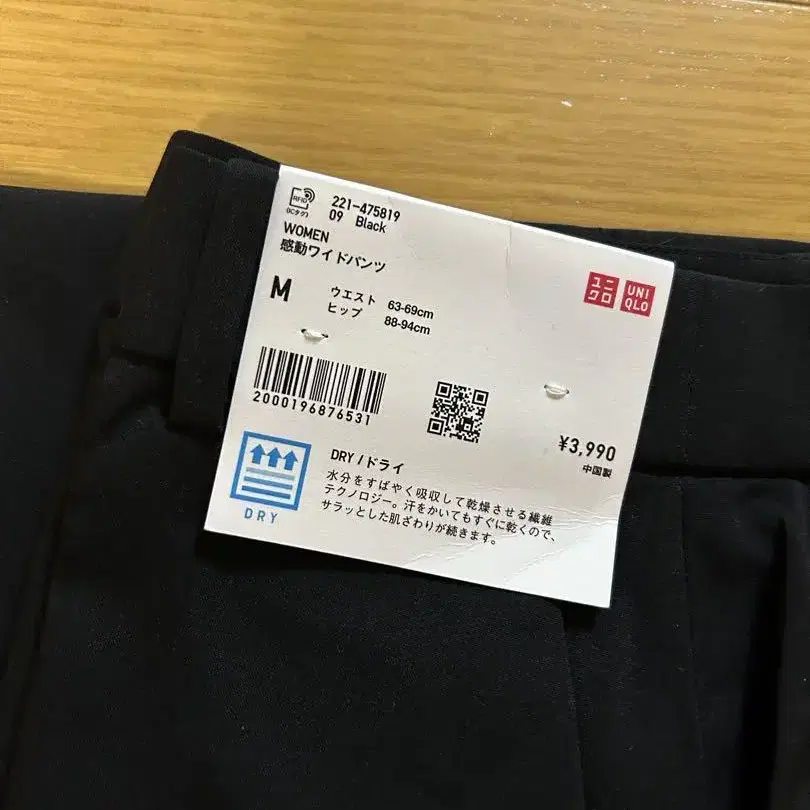 RFID
(ICタグ)
221-475819
09 Black
WOMEN
感動ワイドパンツ
M
ウエスト 63-69cm
ヒップ 88-94cm
ユニクロ
UNIQLO
2000196876531
¥3,990
中国製
DRY
DRY / ドライ
水分をすばやく吸収して乾燥させる繊維
テクノロジー。汗をかいてもすぐに乾くので、
サラッとした肌ざわりが続きます。